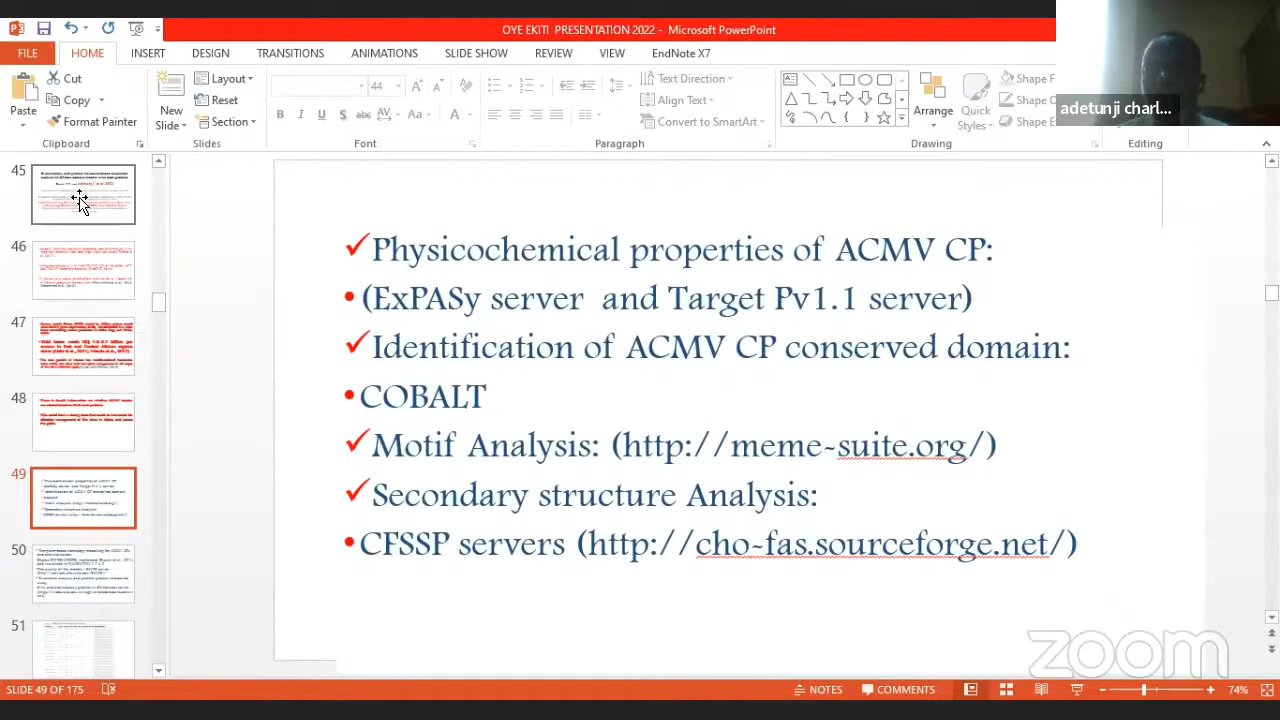 OYE EKITI PRESENTATION 2022 - Microsoft PowerPoint
FILE HOME INSERT DESIGN TRANSITIONS ANIMATIONS SLIDE SHOW REVIEW VIEW EndNote X7
Paste
Cut
Copy
Format Painter
Clipboard
New
Slide
Layout
Reset
Section
Slides
44
Font
Text Direction
Align Text
Convert to SmartArt
Paragraph
Arrange
Quick
Styles
Shape F
Shape O
Shape E
Drawing
Editing
adetunji charl...
45
46
47
48
49
50
51
✓Physicochemical properties of ACMV CP:
•(ExPASy server and Target Pv1.1 server)
✓Identification of ACMV CP conserved domain:
•COBALT
✓Motif Analysis: (http://meme-suite.org/)
✓Secondary structure Analysis:
•CFSSP servers (http://cho-fas.sourceforge.net/)
zoom
SLIDE 49 OF 175
NOTES COMMENTS 74%